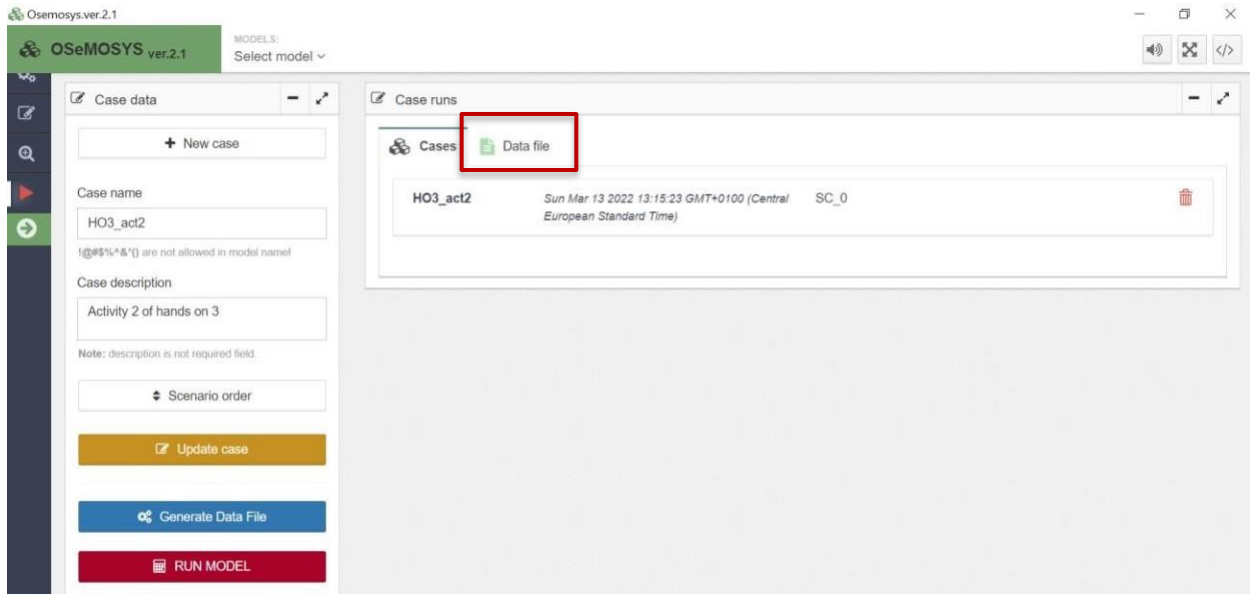 Osemosys.ver.2.1
OSeMOSYS ver.2.1
MODELS:
Select model
Case data
New case
Case name
HO3_act2
!@#$%^&*() are not allowed in model name!
Case description
Activity 2 of hands on 3
Note: description is not required field.
Scenario order
Update case
Generate Data File
RUN MODEL
Case runs
Cases
Data file
HO3_act2
Sun Mar 13 2022 13:15:23 GMT+0100 (Central
European Standard Time)
SC_0